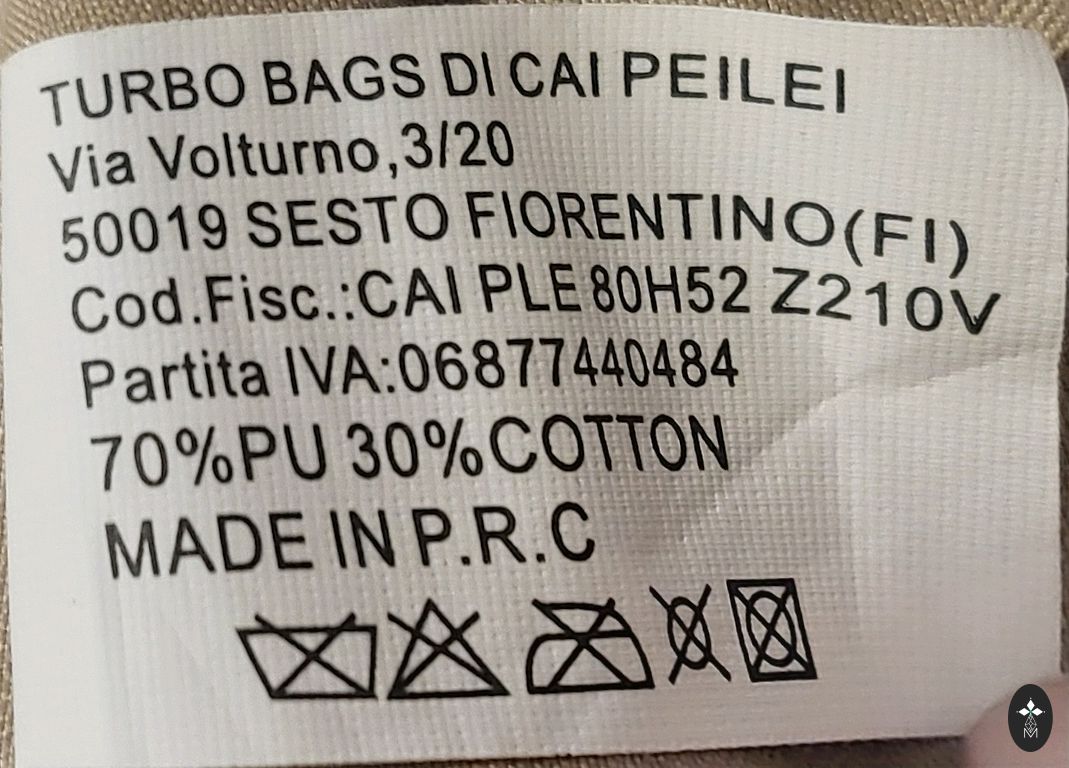 TURBO BAGS DI CAI PEILEI
Via Volturno,3/20
50019 SESTO FIORENTINO(FI)
Cod.Fisc.:CAI PLE 80H52 Z210V
Partita IVA:06877440484
70%PU 30%COTTON
MADE IN P.R.C
M